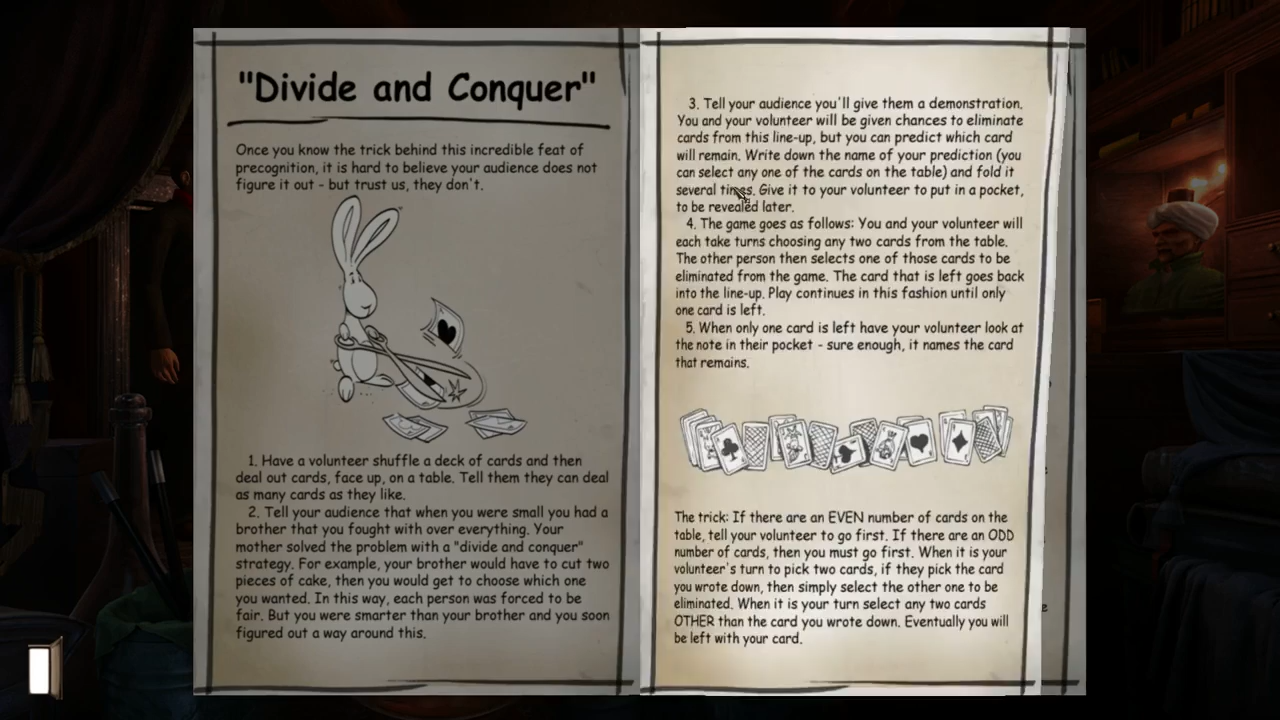 "Divide and Conquer"
Once you know the trick behind this incredible feat of
precognition, it is hard to believe your audience does not
figure it out - but trust us, they don't.
1. Have a volunteer shuffle a deck of cards and then
deal out cards, face up, on a table. Tell them they can deal
as many cards as they like.
2. Tell your audience that when you were small you had a
brother that you fought with over everything. Your
mother solved the problem with a "divide and conquer"
strategy. For example, your brother would have to cut two
pieces of cake, then you would get to choose which one
you wanted. In this way, each person was forced to be
fair. But you were smarter than your brother and you soon
figured out a way around this.
3. Tell your audience you'll give them a demonstration.
You and your volunteer will be given chances to eliminate
cards from this line-up, but you can predict which card
will remain. Write down the name of your prediction (you
can select any one of the cards on the table) and fold it
several times. Give it to your volunteer to put in a pocket,
to be revealed later.
4. The game goes as follows: You and your volunteer will
each take turns choosing any two cards from the table.
The other person then selects one of those cards to be
eliminated from the game. The card that is left goes back
into the line-up. Play continues in this fashion until only
one card is left.
5. When only one card is left have your volunteer look at
the note in their pocket - sure enough, it names the card
that remains.
The trick: If there are an EVEN number of cards on the
table, tell your volunteer to go first. If there are an ODD
number of cards, then you must go first. When it is your
volunteer's turn to pick two cards, if they pick the card
you wrote down, then simply select the other one to be
eliminated. When it is your turn select any two cards
OTHER than the card you wrote down. Eventually you will
be left with your card.
e